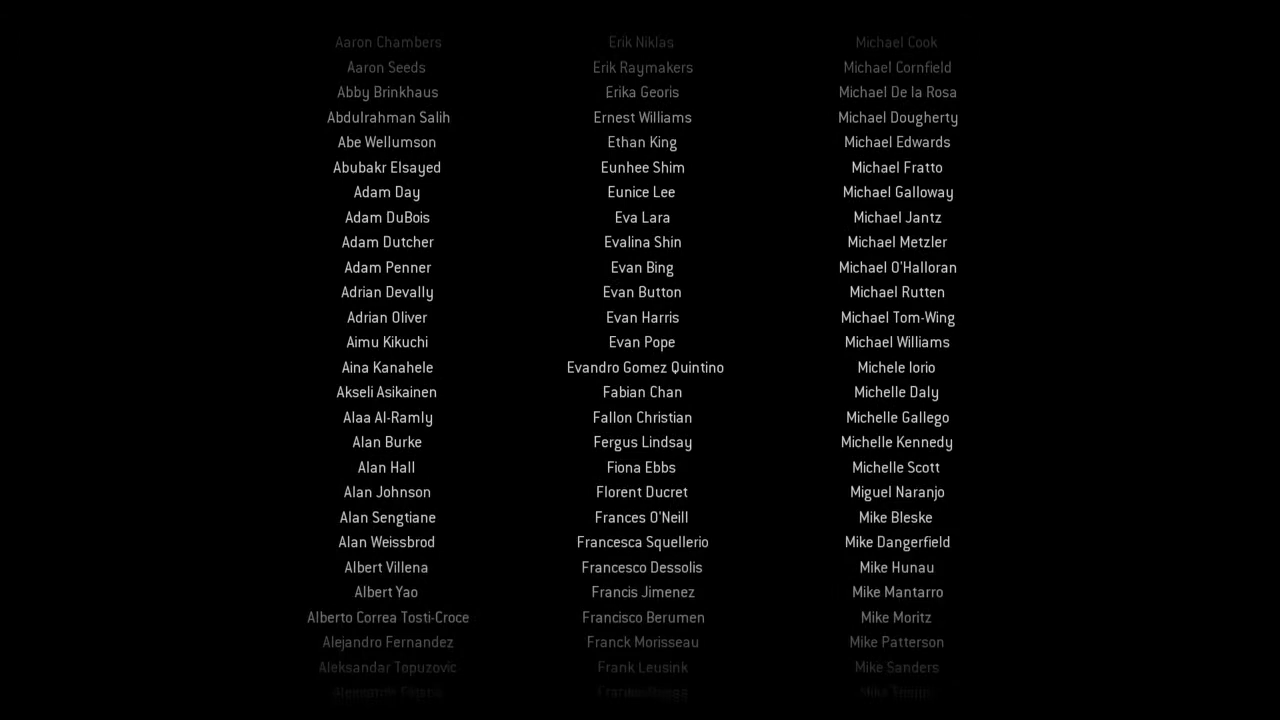 Aaron Chambers
Aaron Seeds
Abby Brinkhaus
Abdulrahman Salih
Abe Wellumson
Abubakr Elsayed
Adam Day
Adam DuBois
Adam Dutcher
Adam Penner
Adrian Devally
Adrian Oliver
Aimu Kikuchi
Aina Kanahele
Akseli Asikainen
Alaa Al-Ramly
Alan Burke
Alan Hall
Alan Johnson
Alan Sengtiane
Alan Weissbrod
Albert Villena
Albert Yao
Alberto Correa Tosti-Croce
Alejandro Fernandez
Aleksandar Topuzovic
Erik Niklas
Erik Raymakers
Erika Georis
Ernest Williams
Ethan King
Eunhee Shim
Eunice Lee
Eva Lara
Evalina Shin
Evan Bing
Evan Button
Evan Harris
Evan Pope
Evandro Gomez Quintino
Fabian Chan
Fallon Christian
Fergus Lindsay
Fiona Ebbs
Florent Ducret
Frances O'Neill
Francesca Squellerio
Francesco Dessolis
Francis Jimenez
Francisco Berumen
Franck Morisseau
Frank Leusink
Michael Cook
Michael Cornfield
Michael De la Rosa
Michael Dougherty
Michael Edwards
Michael Fratto
Michael Galloway
Michael Jantz
Michael Metzler
Michael O'Halloran
Michael Rutten
Michael Tom-Wing
Michael Williams
Michele Iorio
Michelle Daly
Michelle Gallego
Michelle Kennedy
Michelle Scott
Miguel Naranjo
Mike Bleske
Mike Dangerfield
Mike Hunau
Mike Mantarro
Mike Moritz
Mike Patterson
Mike Sanders
Mike